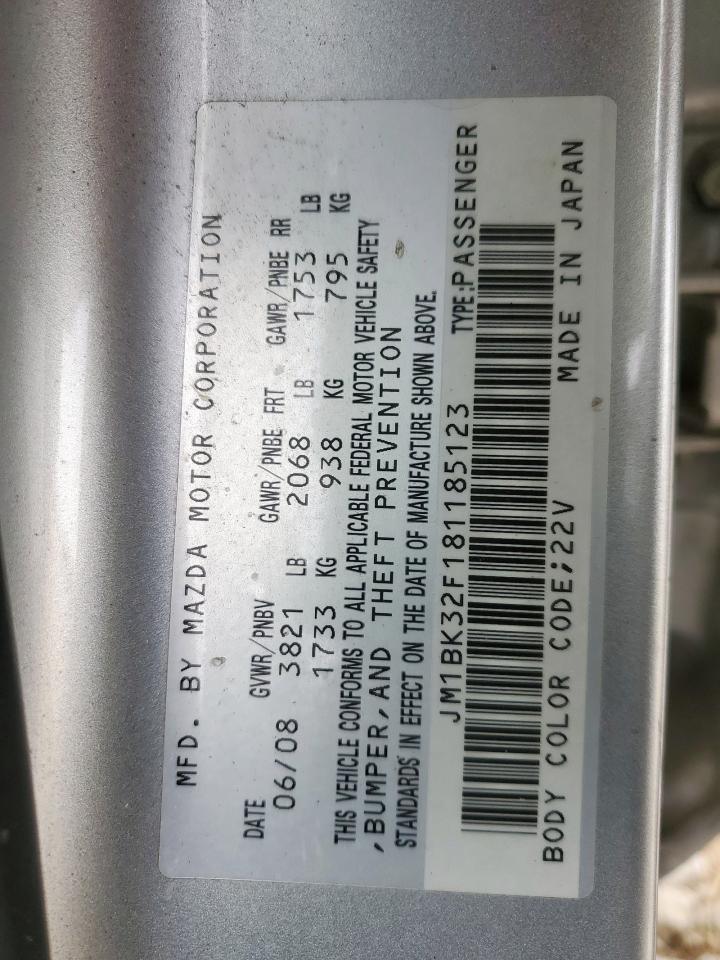 MFD. BY MAZDA MOTOR CORPORATION
DATE GVWR/PNBV GAWR/PNBE FRT GAWR/PNBE RR
06/08 3821 LB 2068 LB 1753 LB
1733 KG 938 KG 795 KG
THIS VEHICLE CONFORMS TO ALL APPLICABLE FEDERAL MOTOR VEHICLE SAFETY
,BUMPER,AND THEFT PREVENTION
STANDARDS IN EFFECT ON THE DATE OF MANUFACTURE SHOWN ABOVE.
JM1BK32F181185123 TYPE:PASSENGER
BODY COLOR CODE;22V MADE IN JAPAN